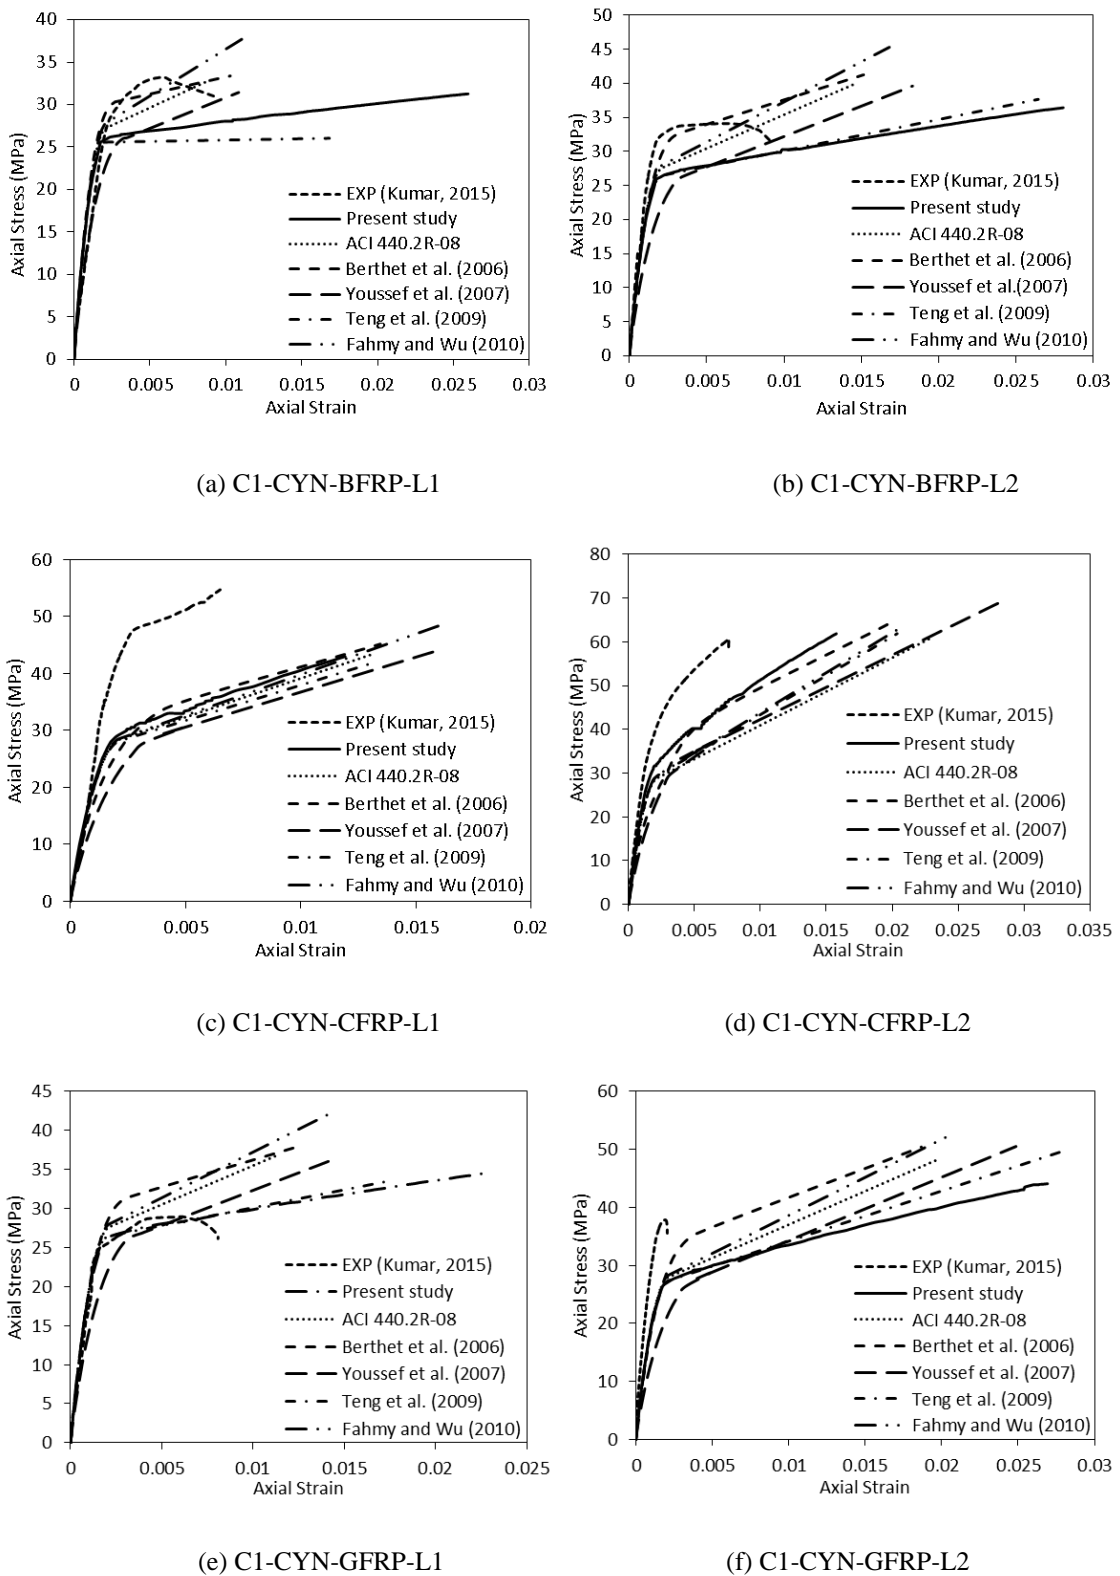 40
35
30
25
20
15
10
5
0
Axial Stress (MPa)
EXP (Kumar, 2015)
Present study
ACI 440.2R-08
Berthet et al. (2006)
Youssef et al. (2007)
Teng et al. (2009)
Fahmy and Wu (2010)
0 0.005 0.01 0.015 0.02 0.025 0.03
Axial Strain
(a) C1-CYN-BFRP-L1
50
45
40
35
30
25
20
15
10
5
0
Axial Stress (MPa)
EXP (Kumar, 2015)
Present study
ACI 440.2R-08
Berthet et al. (2006)
Youssef et al.(2007)
Teng et al. (2009)
Fahmy and Wu (2010)
0 0.005 0.01 0.015 0.02 0.025 0.03
Axial Strain
(b) C1-CYN-BFRP-L2
60
50
40
30
20
10
0
Axial Stress (MPa)
EXP (Kumar, 2015)
Present study
ACI 440.2R-08
Berthet et al. (2006)
Youssef et al. (2007)
Teng et al. (2009)
Fahmy and Wu (2010)
0 0.005 0.01 0.015 0.02
Axial Strain
(c) C1-CYN-CFRP-L1
80
70
60
50
40
30
20
10
0
Axial Stress (MPa)
EXP (Kumar, 2015)
Present study
ACI 440.2R-08
Berthet et al. (2006)
Youssef et al. (2007)
Teng et al. (2009)
Fahmy and Wu (2010)
0 0.005 0.01 0.015 0.02 0.025 0.03 0.035
Axial Strain
(d) C1-CYN-CFRP-L2
45
40
35
30
25
20
15
10
5
0
Axial Stress (MPa)
EXP (Kumar, 2015)
Present study
ACI 440.2R-08
Berthet et al. (2006)
Youssef et al. (2007)
Teng et al. (2009)
Fahmy and Wu (2010)
0 0.005 0.01 0.015 0.02 0.025
Axial Strain
(e) C1-CYN-GFRP-L1
60
50
40
30
20
10
0
Axial Stress (MPa)
EXP (Kumar, 2015)
Present study
ACI 440.2R-08
Berthet et al. (2006)
Youssef et al. (2007)
Teng et al. (2009)
Fahmy and Wu (2010)
0 0.005 0.01 0.015 0.02 0.025 0.03
Axial Strain
(f) C1-CYN-GFRP-L2